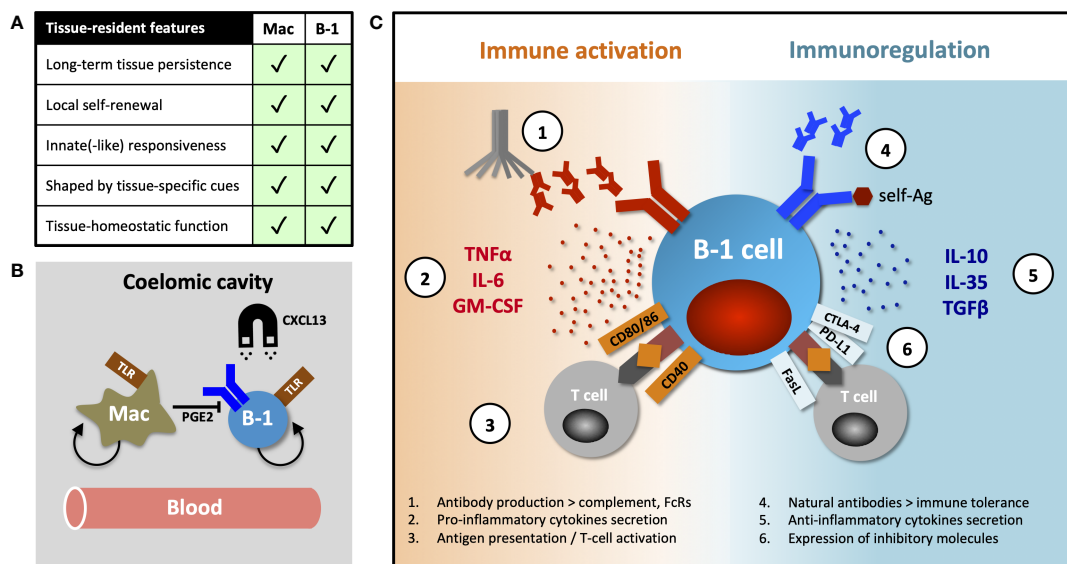 A
Tissue-resident features Mac B-1
Long-term tissue persistence ✓ ✓
Local self-renewal ✓ ✓
Innate(-like) responsiveness ✓ ✓
Shaped by tissue-specific cues ✓ ✓
Tissue-homeostatic function ✓ ✓
B
Coelomic cavity
CXCL13
TLR
TLR
Mac
PGE2
B-1
Blood
C
Immune activation
Immunoregulation
1
4
self-Ag
B-1 cell
2
TNFα
IL-6
GM-CSF
IL-10
IL-35
TGFβ
5
CD80/86
CD40
CTLA-4
PD-L1
FasL
6
T cell
T cell
3
1. Antibody production > complement, FcRs
2. Pro-inflammatory cytokines secretion
3. Antigen presentation / T-cell activation
4. Natural antibodies > immune tolerance
5. Anti-inflammatory cytokines secretion
6. Expression of inhibitory molecules